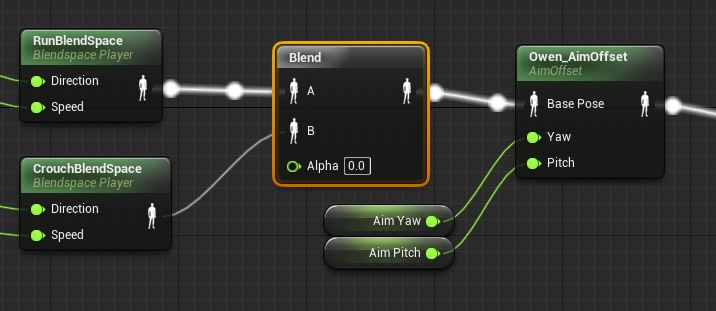 RunBlendSpace
Blendspace Player
Direction
Speed
CrouchBlendSpace
Blendspace Player
Direction
Speed
Blend
A
B
Alpha 0.0
Aim Yaw
Aim Pitch
Owen_AimOffset
AimOffset
Base Pose
Yaw
Pitch